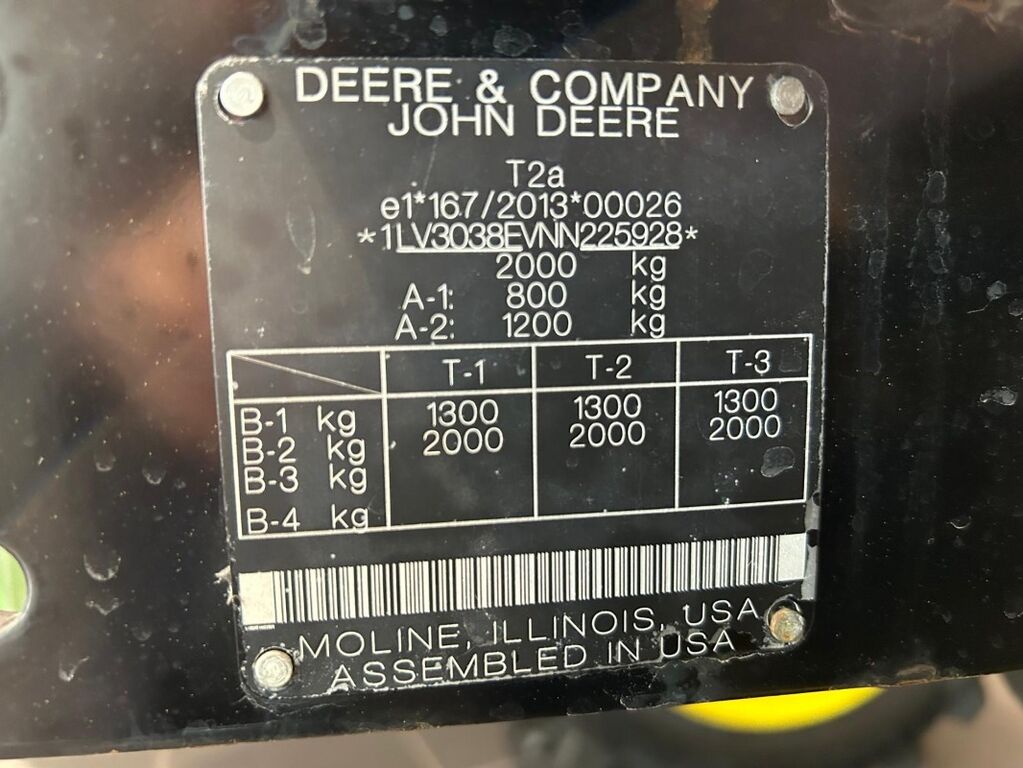 DEERE & COMPANY
JOHN DEERE
T2a
e1*167/2013*00026
*1LV3038EVNN225928*
2000 kg
A-1: 800 kg
A-2: 1200 kg
T-1 T-2 T-3
B-1 kg 1300 1300 1300
B-2 kg 2000 2000 2000
B-3 kg
B-4 kg
MOLINE, ILLINOIS, USA
ASSEMBLED IN USA